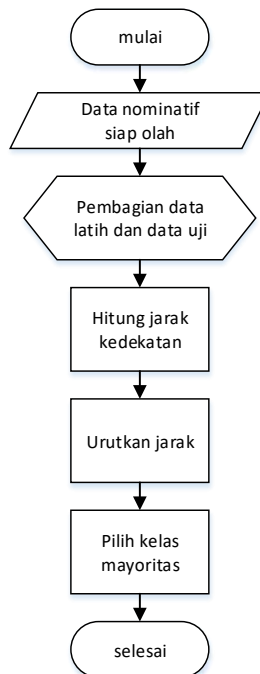 mulai
Data nominatif
siap olah
Pembagian data
latih dan data uji
Hitung jarak
kedekatan
Urutkan jarak
Pilih kelas
mayoritas
selesai